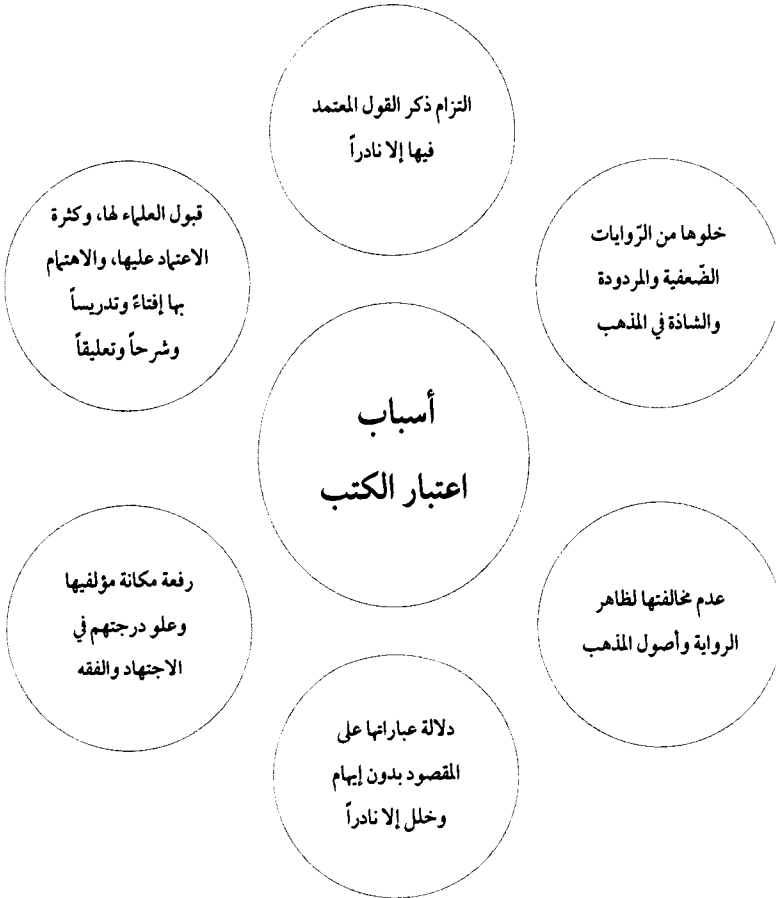 التزام ذكر القول المعتمد
فيها إلا نادراً
خلوها من الرّوايات
الضّعفية والمردودة
والشاذة في المذهب
قبول العلماء لها، وكثرة
الاعتماد عليها، والاهتمام
بها إفتاءً وتدريساً
وشرحاً وتعليقاً
أسباب
اعتبار الكتب
عدم مخالفتها لظاهر
الرواية وأصول المذهب
رفعة مكانة مؤلفيها
وعلو درجتهم في
الاجتهاد والفقه
دلالة عباراتها على
المقصود بدون إيهام
وخلل إلا نادراً